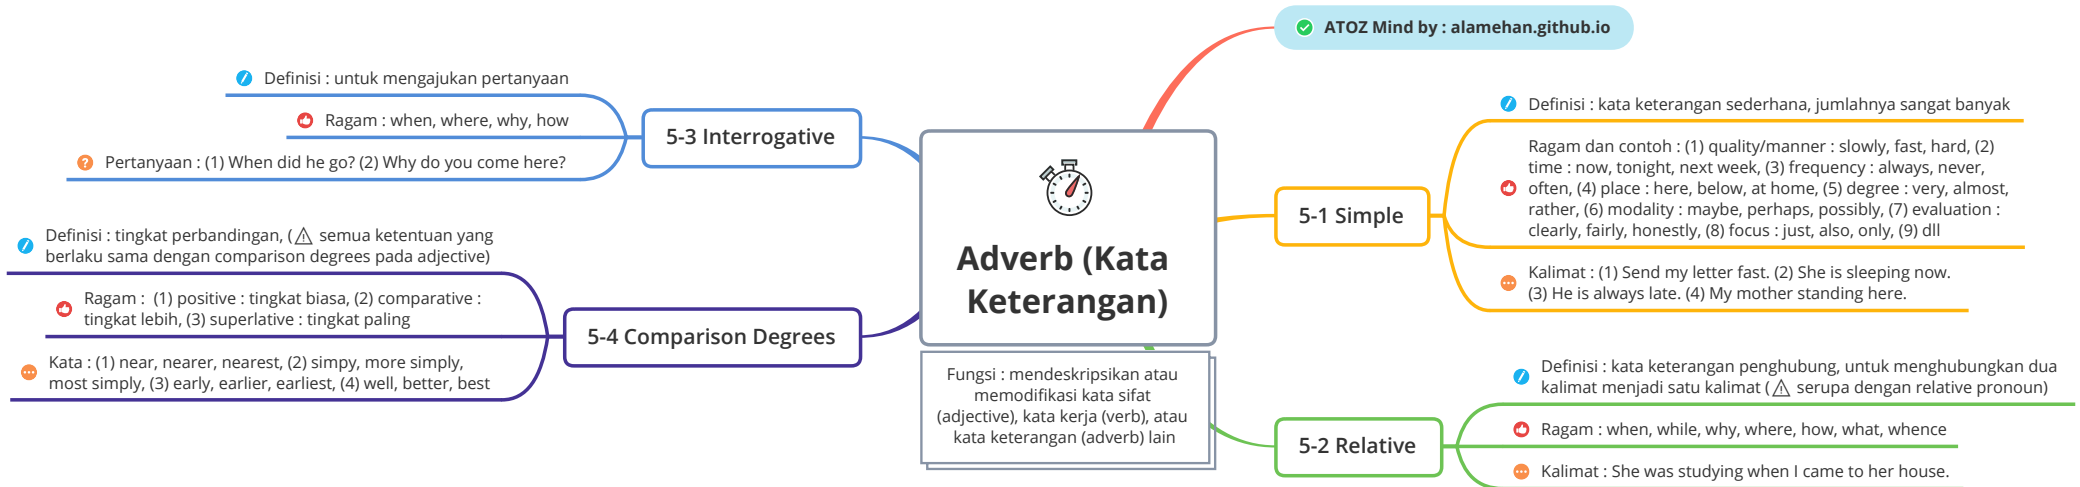 ATOZ Mind by : alamehan.github.io
Adverb (Kata
Keterangan)
Fungsi : mendeskripsikan atau
memodifikasi kata sifat
(adjective), kata kerja (verb), atau
kata keterangan (adverb) lain
5-1 Simple
Definisi : kata keterangan sederhana, jumlahnya sangat banyak
Ragam dan contoh : (1) quality/manner : slowly, fast, hard, (2)
time : now, tonight, next week, (3) frequency : always, never,
often, (4) place : here, below, at home, (5) degree : very, almost,
rather, (6) modality : maybe, perhaps, possibly, (7) evaluation :
clearly, fairly, honestly, (8) focus : just, also, only, (9) dll
Kalimat : (1) Send my letter fast. (2) She is sleeping now.
(3) He is always late. (4) My mother standing here.
5-2 Relative
Definisi : kata keterangan penghubung, untuk menghubungkan dua
kalimat menjadi satu kalimat (⚠ serupa dengan relative pronoun)
Ragam : when, while, why, where, how, what, whence
Kalimat : She was studying when I came to her house.
5-3 Interrogative
Definisi : untuk mengajukan pertanyaan
Ragam : when, where, why, how
Pertanyaan : (1) When did he go? (2) Why do you come here?
5-4 Comparison Degrees
Definisi : tingkat perbandingan, (⚠ semua ketentuan yang
berlaku sama dengan comparison degrees pada adjective)
Ragam : (1) positive : tingkat biasa, (2) comparative :
tingkat lebih, (3) superlative : tingkat paling
Kata : (1) near, nearer, nearest, (2) simpy, more simply,
most simply, (3) early, earlier, earliest, (4) well, better, best